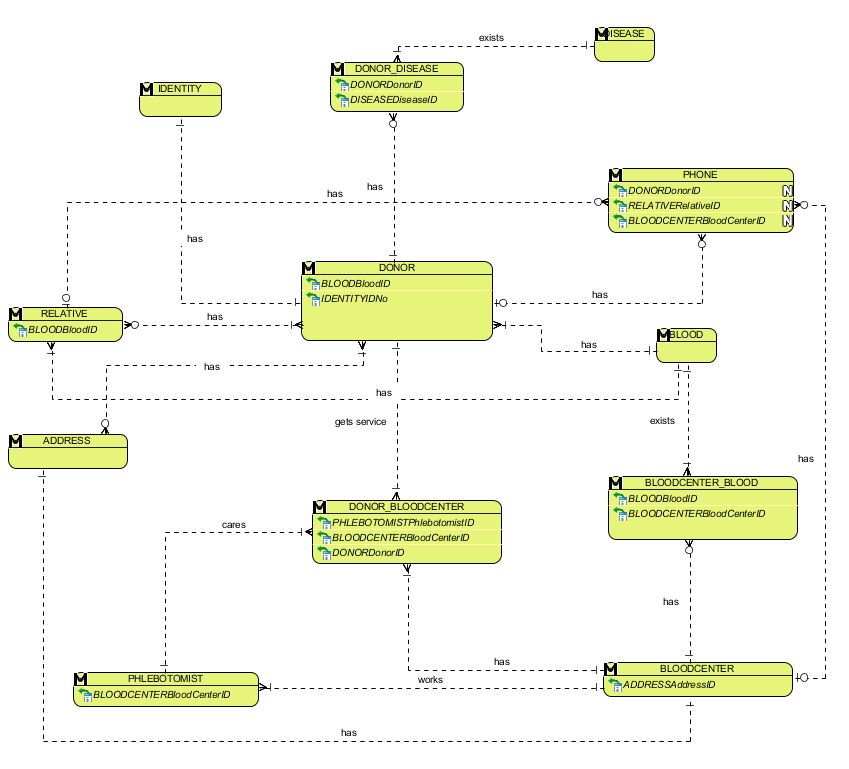 exists
DISEASE
DONOR_DISEASE
DONORDonorID
DISEASEDiseaseID
IDENTITY
PHONE
DONORDonorID
RELATIVERelativeID
BLOODCENTERBloodCenterID
N
N
N
has
has
has
DONOR
BLOODBloodID
IDENTITYIDNo
has
RELATIVE
BLOODBloodID
has
BLOOD
has
has
has
gets service
exists
ADDRESS
has
BLOODCENTER_BLOOD
BLOODBloodID
BLOODCENTERBloodCenterID
DONOR_BLOODCENTER
PHLEBOTOMISTPhlebotomistID
BLOODCENTERBloodCenterID
DONORDonorID
cares
has
has
BLOODCENTER
ADDRESSAddressID
PHLEBOTOMIST
BLOODCENTERBloodCenterID
works
has